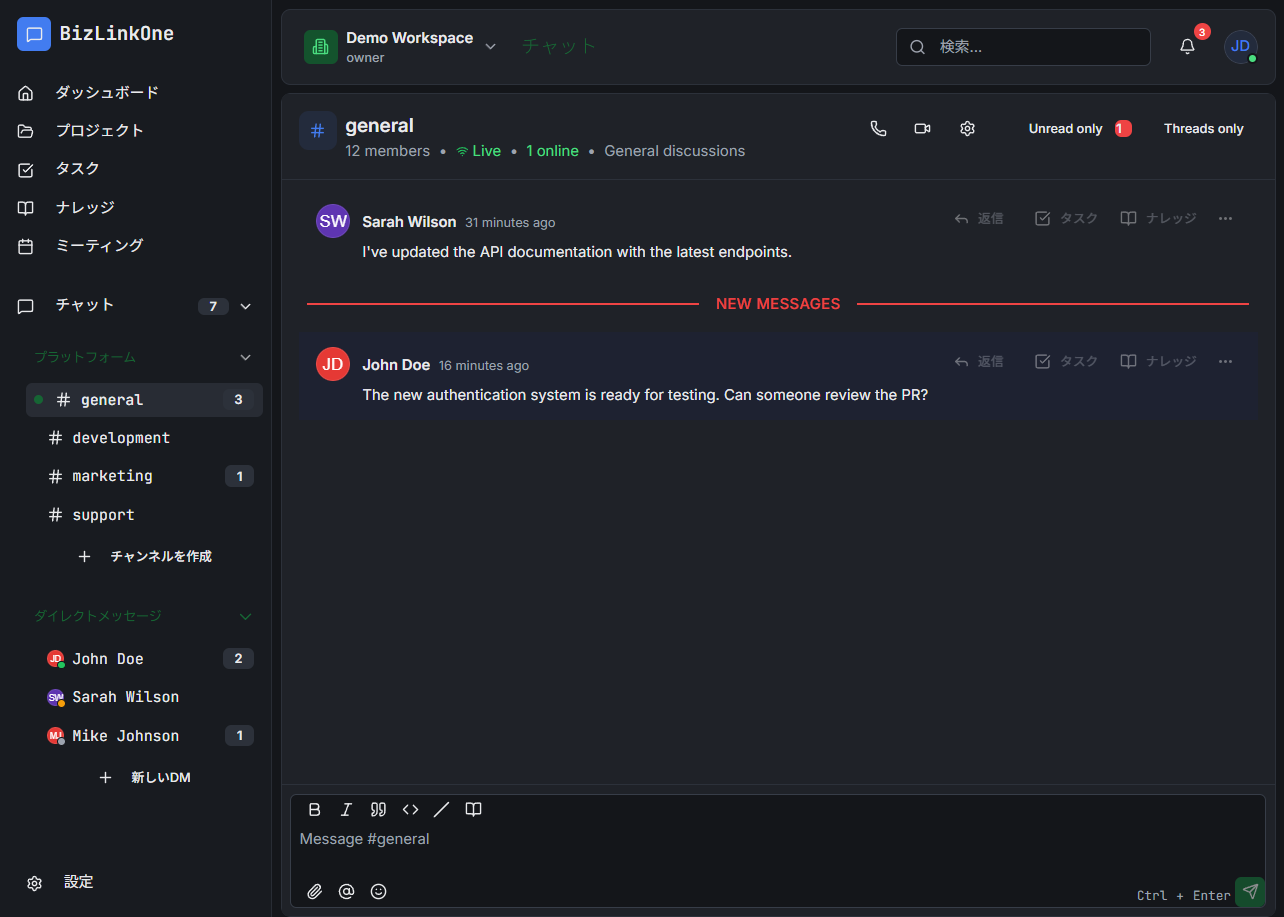 BizLinkOne
ダッシュボード
プロジェクト
タスク
ナレッジ
ミーティング
チャット 7
プラットフォーム
# general 3
# development
# marketing 1
# support
+ チャンネルを作成
ダイレクトメッセージ
JD John Doe 2
SW Sarah Wilson
MJ Mike Johnson 1
+ 新しいDM
設定
Demo Workspace
owner
チャット
検索...
3
JD
# general
12 members • Live • 1 online • General discussions
Unread only 1
Threads only
SW Sarah Wilson 31 minutes ago
返信 タスク ナレッジ ...
I've updated the API documentation with the latest endpoints.
NEW MESSAGES
JD John Doe 16 minutes ago
返信 タスク ナレッジ ...
The new authentication system is ready for testing. Can someone review the PR?
B I
Message #general
@
Ctrl + Enter